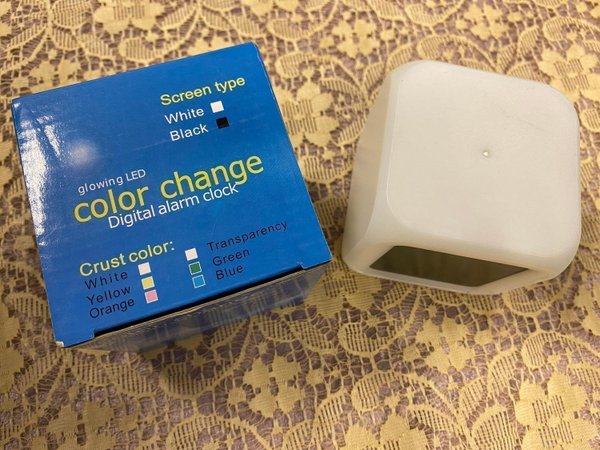 Screen type
White
Black
glowing LED
color change
Digital alarm clock
Crust color:
White
Yellow
Orange
Transparency
Green
Blue